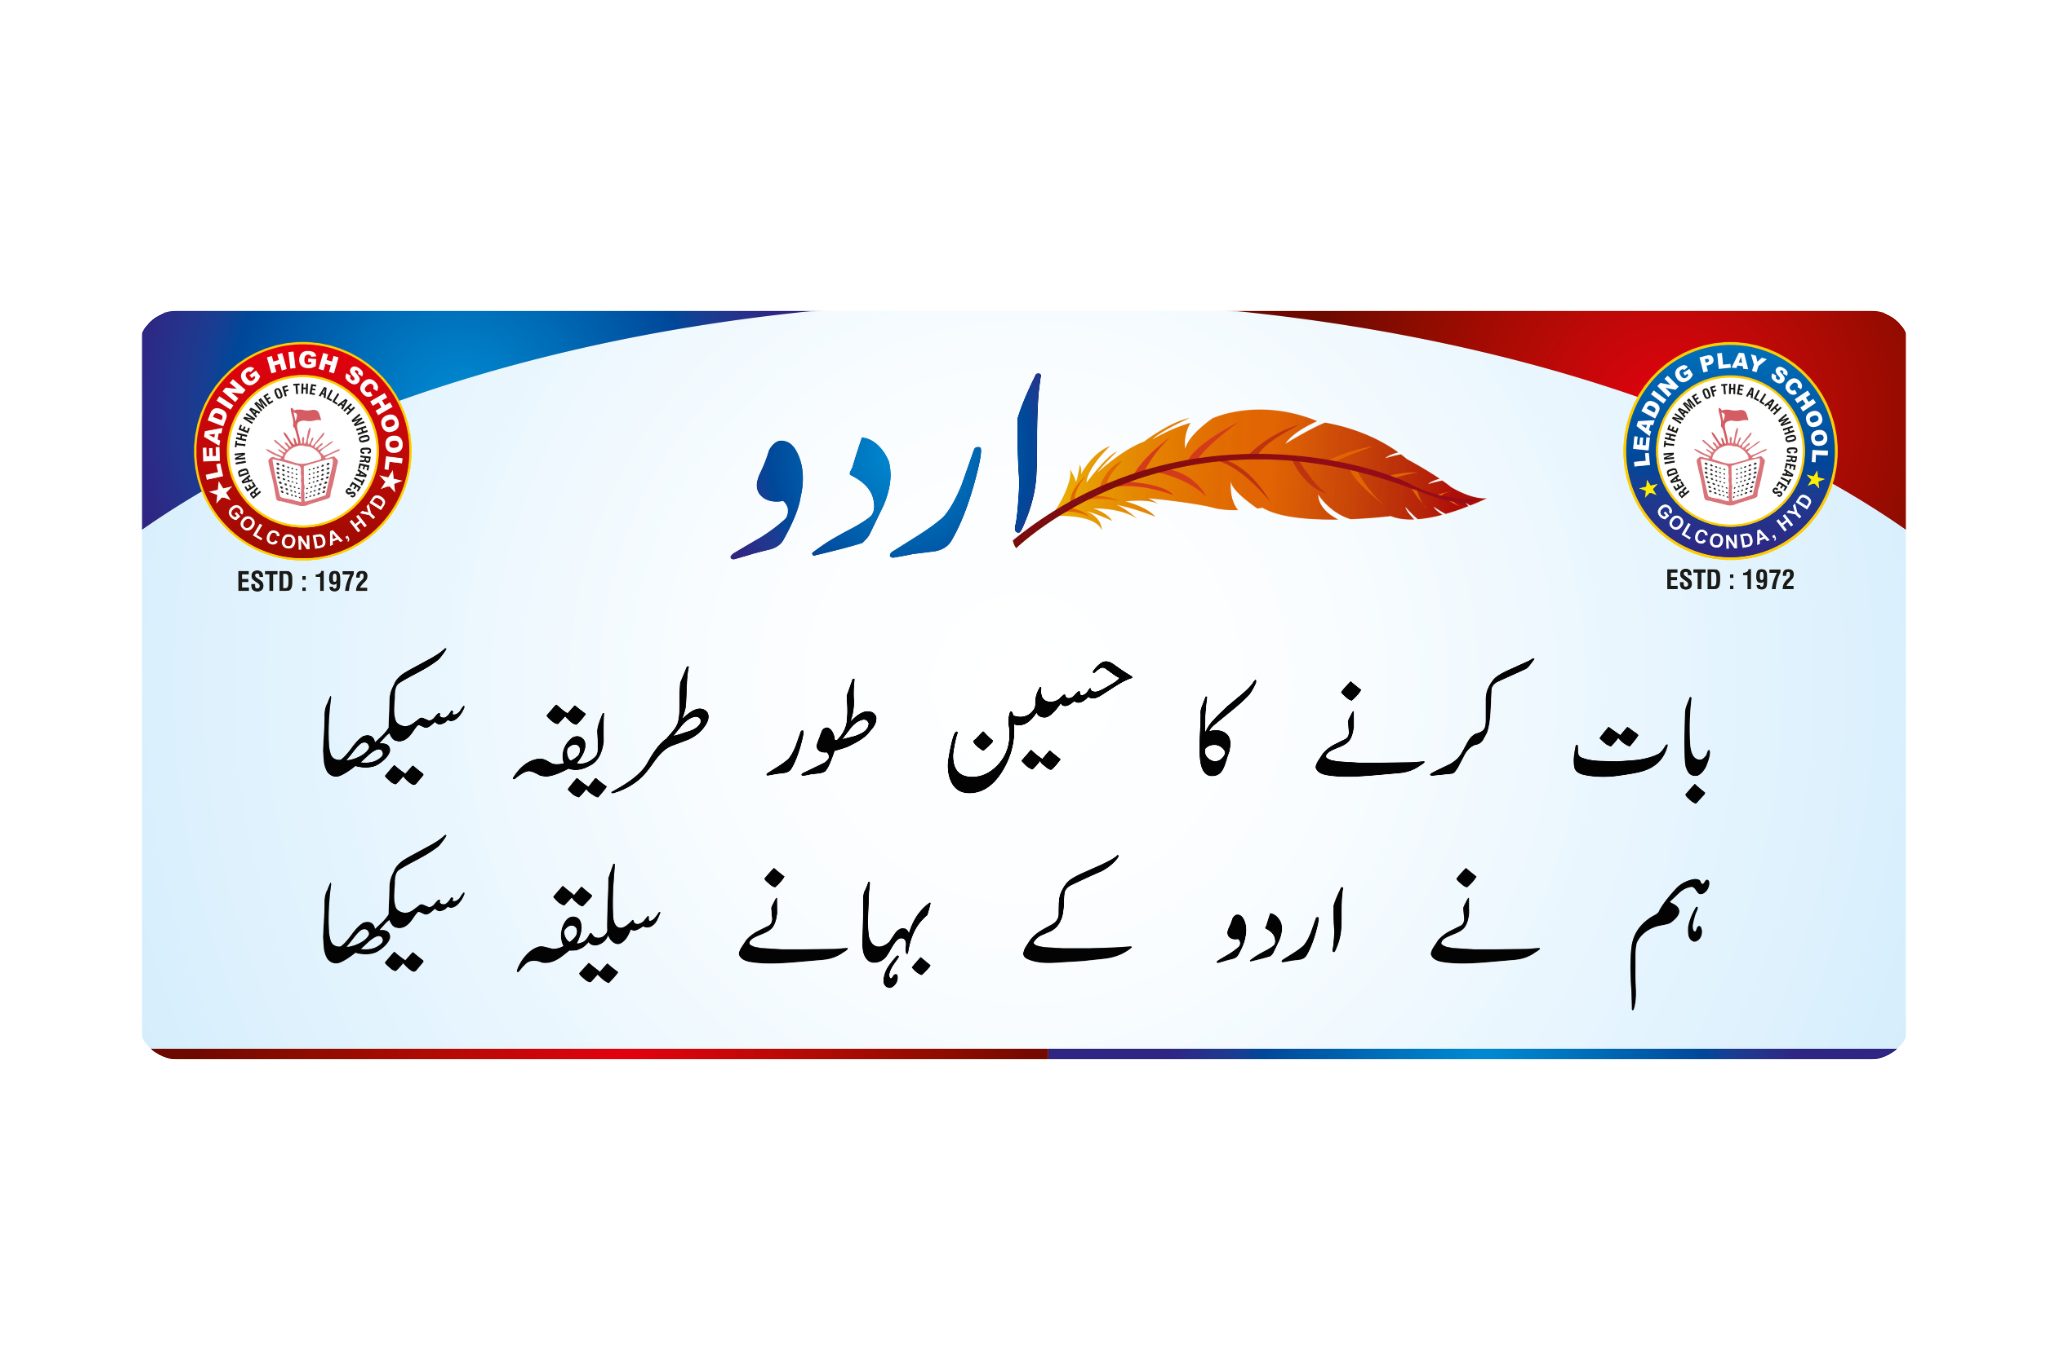 LEADING HIGH SCHOOL
READ IN THE NAME OF THE ALLAH WHO CREATES
GOLCONDA, HYD
ESTD : 1972
اردو
LEADING PLAY SCHOOL
READ IN THE NAME OF THE ALLAH WHO CREATES
GOLCONDA, HYD
ESTD : 1972
بات کرنے کا حسین طور طریقہ سیکھا
ہم نے اردو کے بہانے سلیقہ سیکھا